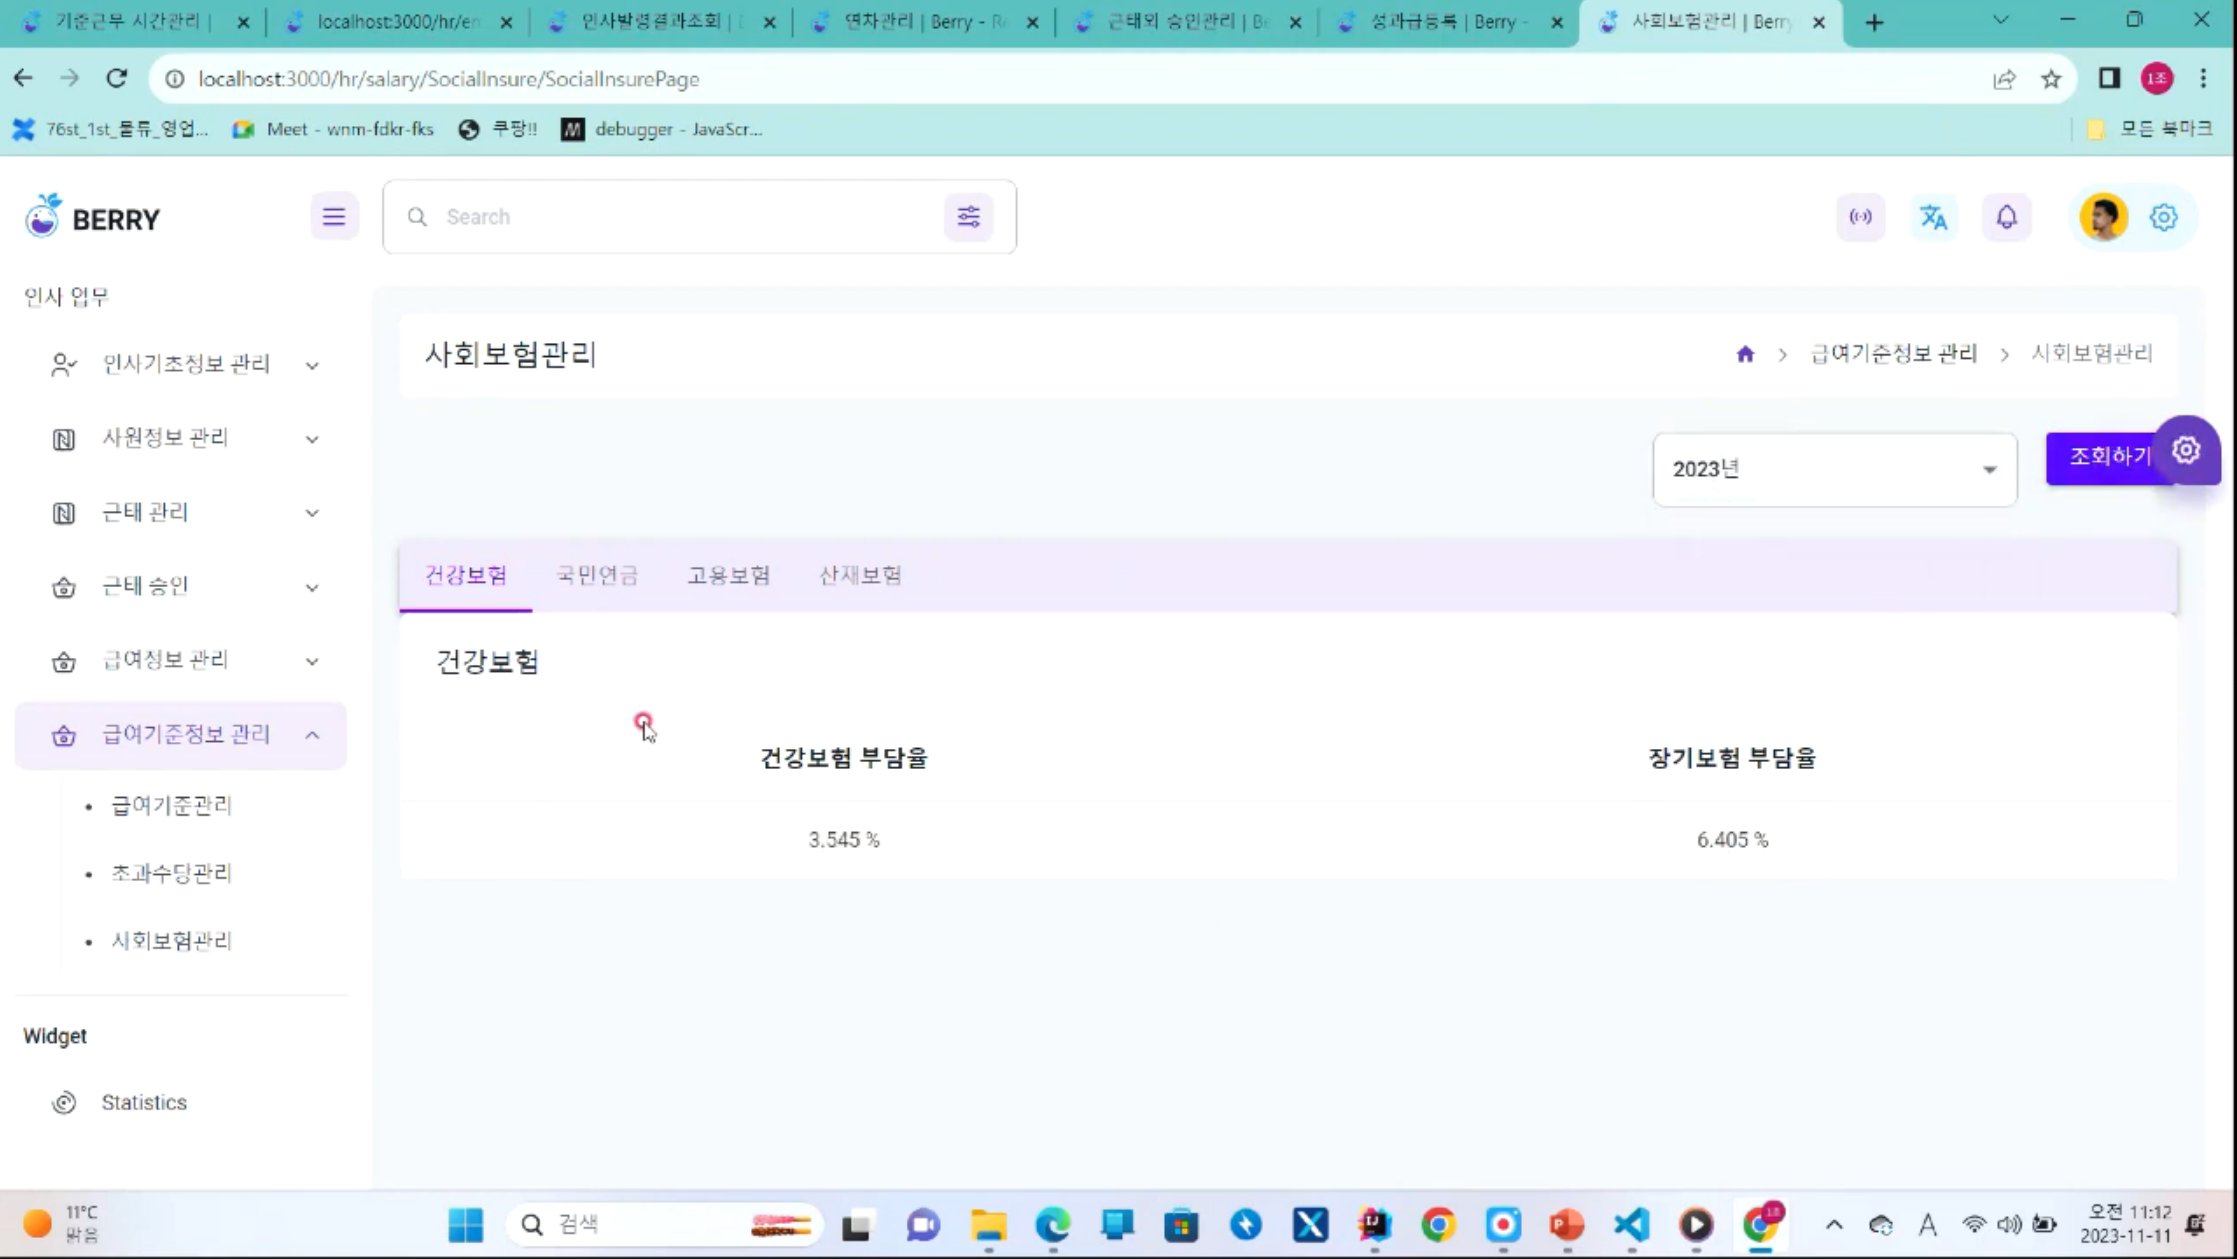 기준근무 시간관리 |
localhost:3000/hr/en
인사발령결과조회 |
연차관리 | Berry - R
근태외 승인관리 | Be
성과급등록 | Berry -
사회보험관리 | Berry
localhost:3000/hr/salary/SocialInsure/SocialInsurePage
1조
76st_1st_물류_영업...
Meet - wnm-fdkr-fks
쿠팡!!
debugger - JavaScr...
모든 북마크
BERRY
Search
인사 업무
인사기초정보 관리
사원정보 관리
근태 관리
근태 승인
급여정보 관리
급여기준정보 관리
급여기준관리
초과수당관리
사회보험관리
Widget
Statistics
사회보험관리
급여기준정보 관리
사회보험관리
2023년
조회하기
건강보험 국민연금 고용보험 산재보험
건강보험
건강보험 부담율 장기보험 부담율
3.545 % 6.405 %
11°C
맑음
검색
A
오전 11:12
2023-11-11